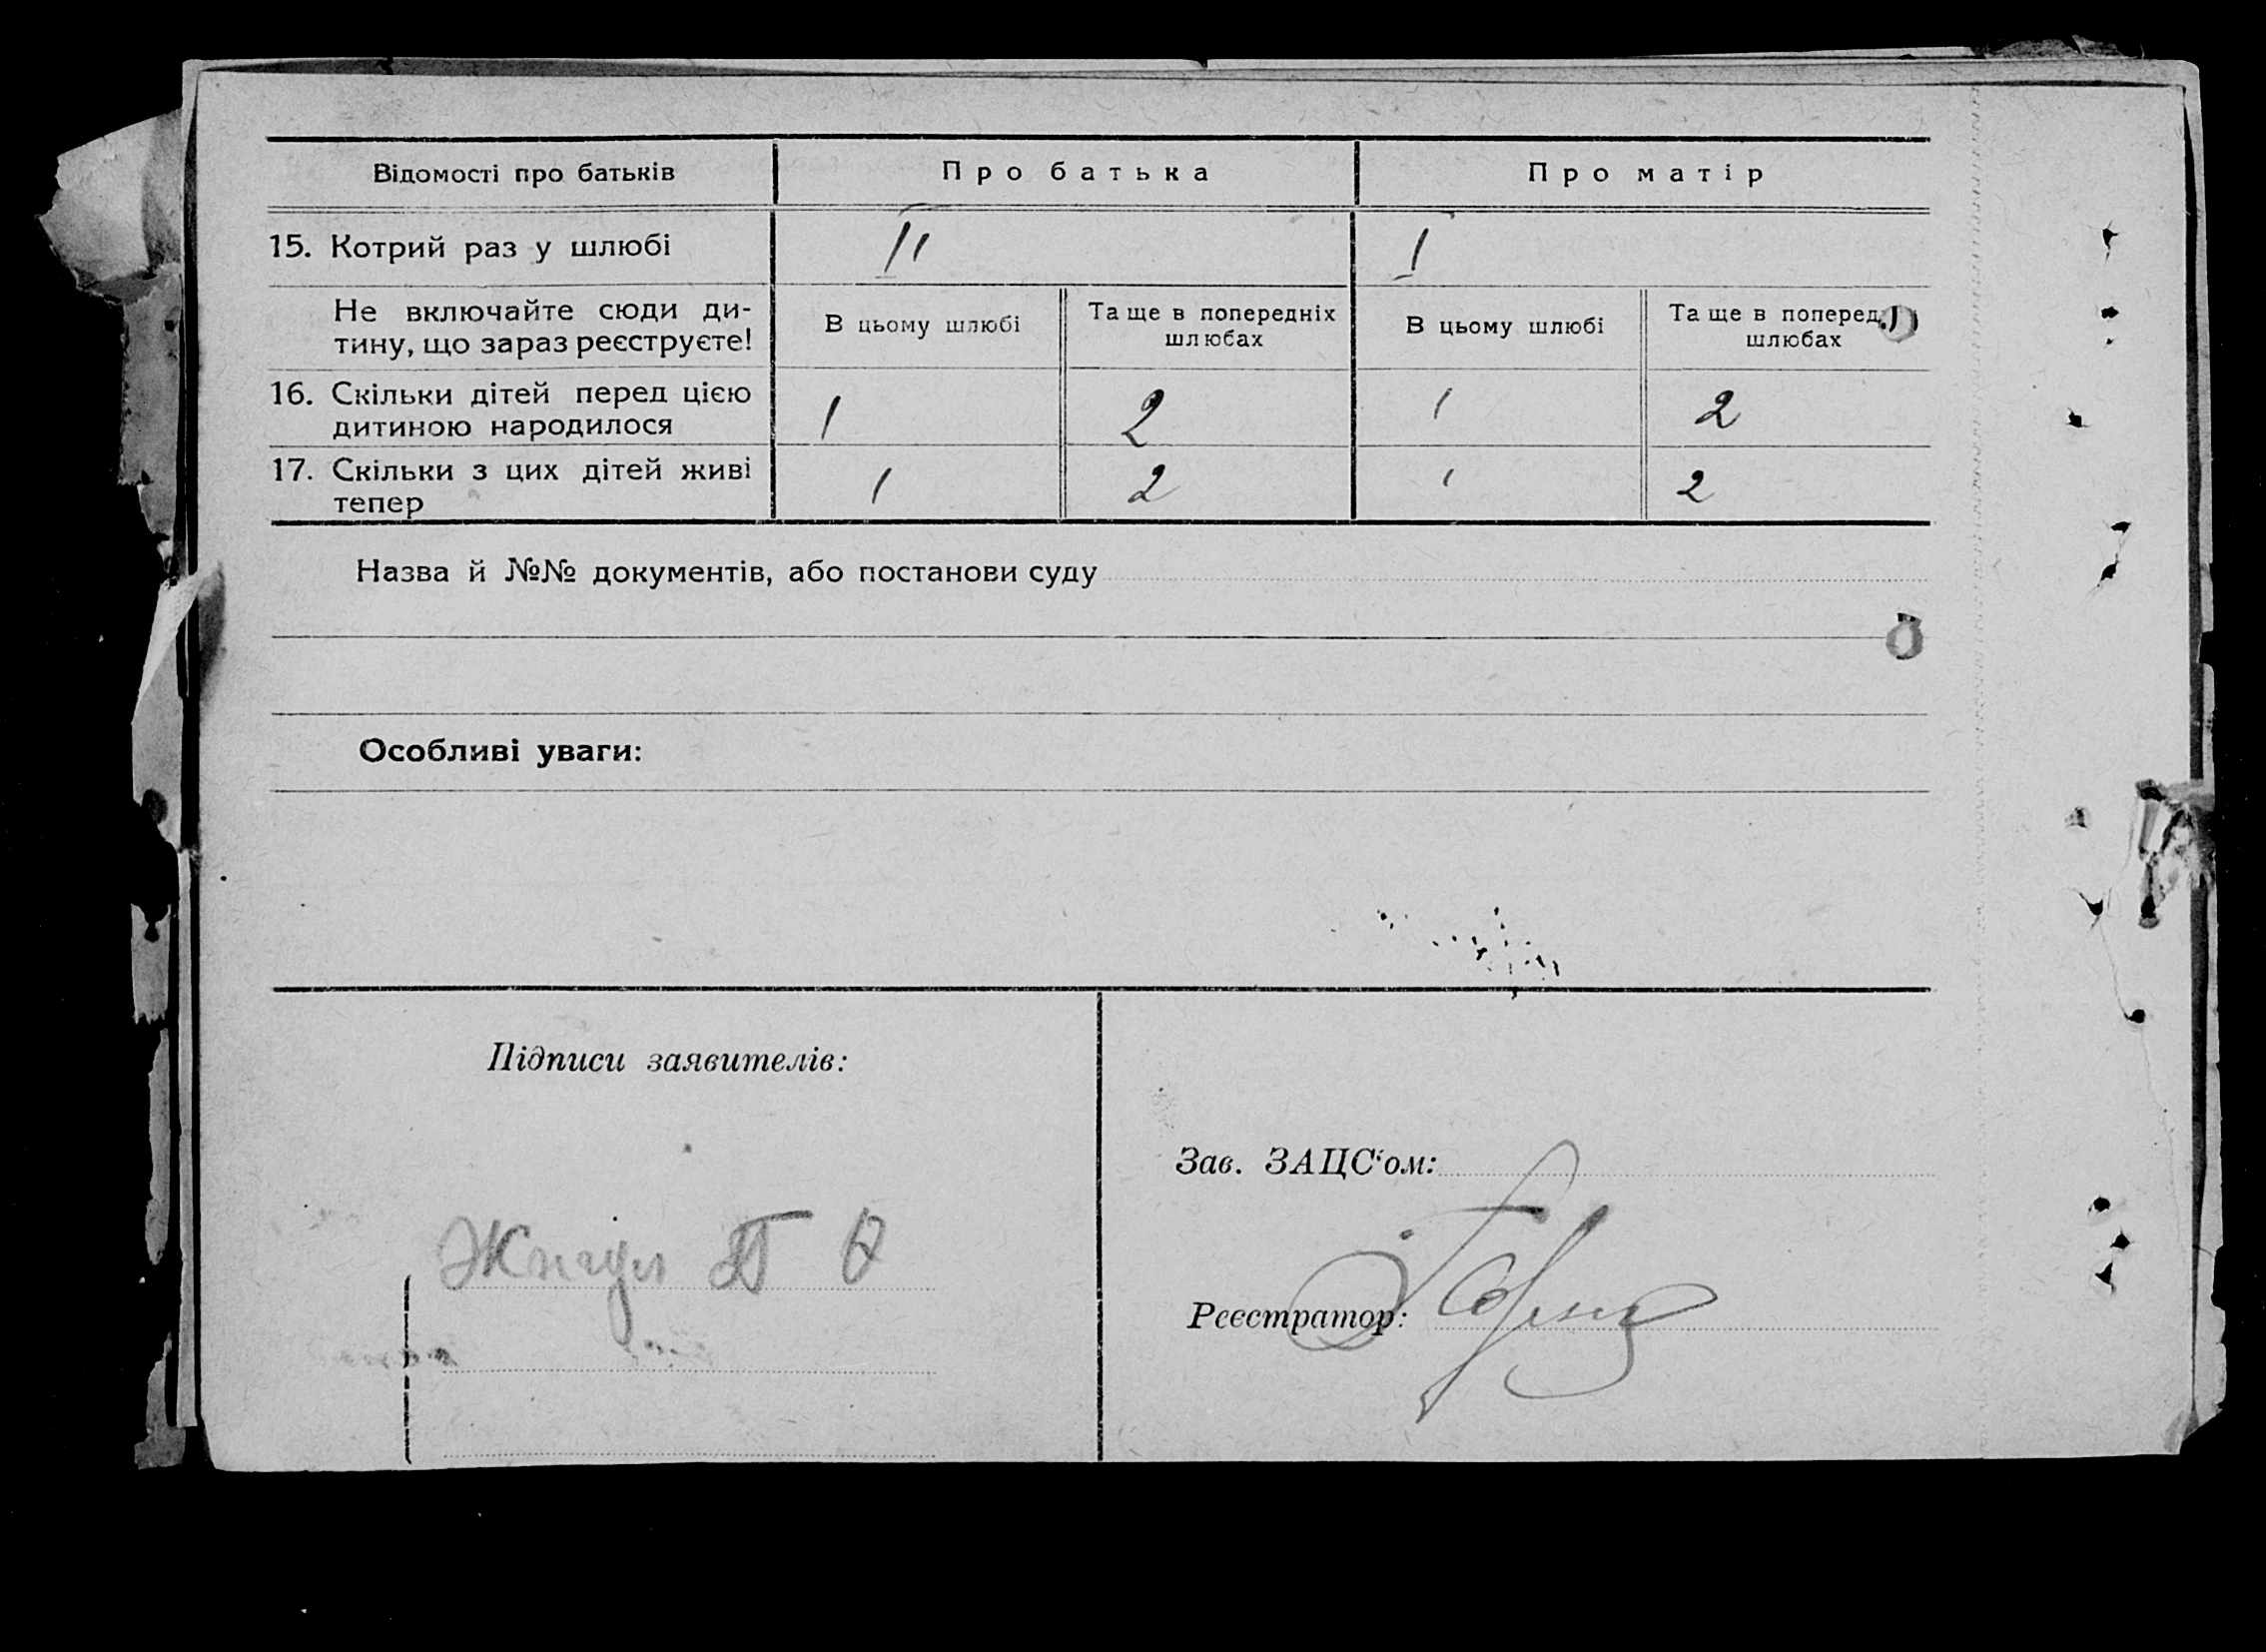 Відомості про батьків
Про батька
Про матір
15. Котрий раз у шлюбі
II
I
Не включайте сюди ди-
тину, що зараз реєструєте!
В цьому шлюбі
Та ще в попередніх
шлюбах
В цьому шлюбі
Та ще в поперед
шлюбах
16. Скільки дітей перед цією
дитиною народилося
1
2
1
2
17. Скільки з цих дітей живі
тепер
1
2
1
2
Назва й №№ документів, або постанови суду
Особливі уваги:
Підписи заявителів:
Зав. ЗАЦС‘ом:
П
Реєстратор: